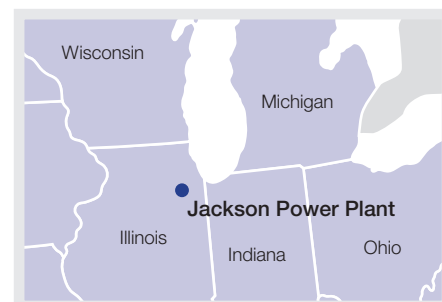 Wisconsin
Michigan
Jackson Power Plant
Illinois
Indiana
Ohio